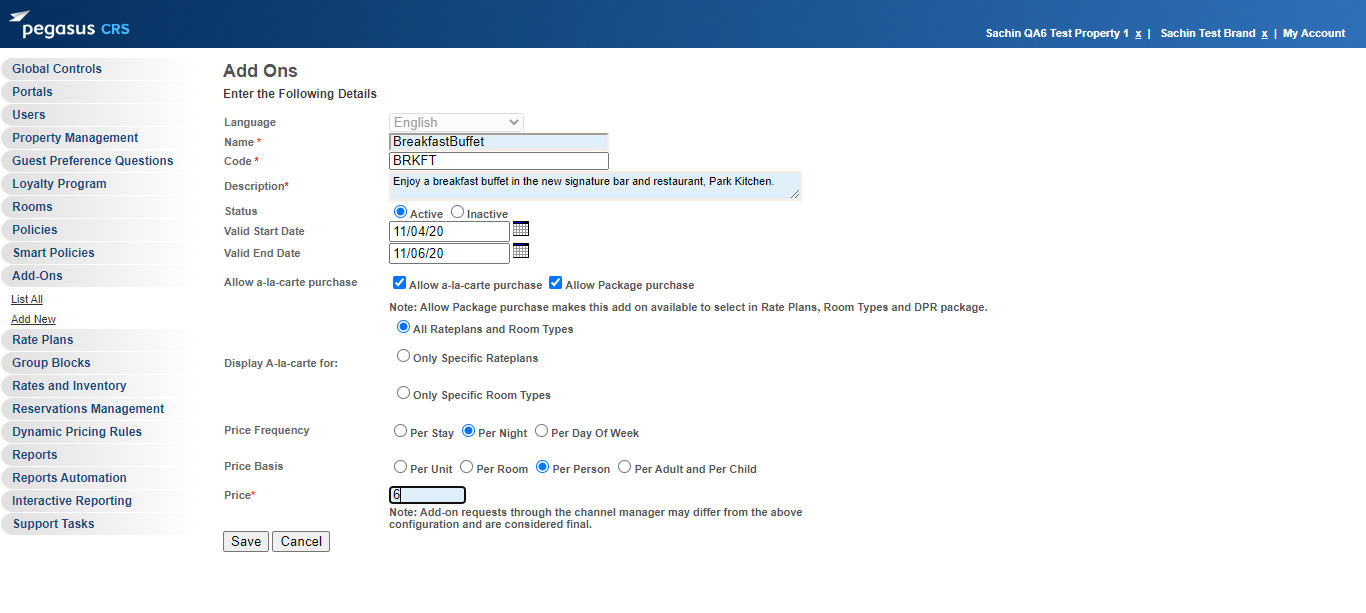 pegasus CRS
Sachin QA6 Test Property 1 x | Sachin Test Brand x | My Account
Global Controls
Portals
Users
Property Management
Guest Preference Questions
Loyalty Program
Rooms
Policies
Smart Policies
Add-Ons
List All
Add New
Rate Plans
Group Blocks
Rates and Inventory
Reservations Management
Dynamic Pricing Rules
Reports
Reports Automation
Interactive Reporting
Support Tasks
Add Ons
Enter the Following Details
Language English
Name * BreakfastBuffet
Code * BRKFT
Description* Enjoy a breakfast buffet in the new signature bar and restaurant, Park Kitchen.
Status Active Inactive
Valid Start Date 11/04/20
Valid End Date 11/06/20
Allow a-la-carte purchase Allow a-la-carte purchase Allow Package purchase
Note: Allow Package purchase makes this add on available to select in Rate Plans, Room Types and DPR package.
All Rateplans and Room Types
Display A-la-carte for: Only Specific Rateplans
Only Specific Room Types
Price Frequency Per Stay Per Night Per Day Of Week
Price Basis Per Unit Per Room Per Person Per Adult and Per Child
Price* 6
Note: Add-on requests through the channel manager may differ from the above
configuration and are considered final.
Save Cancel